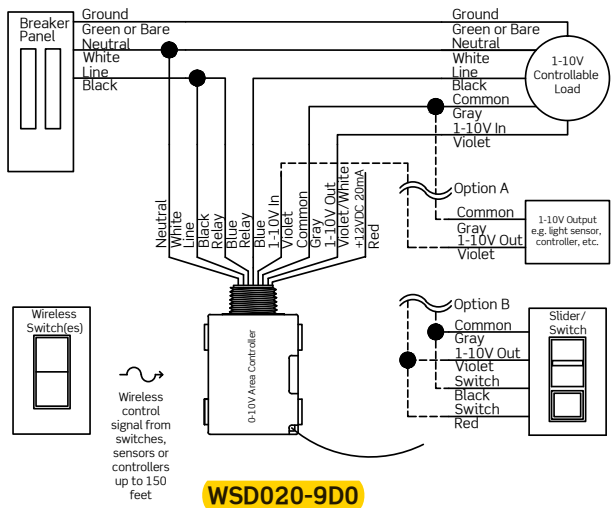 Breaker
Panel
Ground
Green or Bare
Neutral
White
Line
Black
Ground
Green or Bare
Neutral
White
Line
Black
Common
Gray
1-10V In
Violet
1-10V
Controllable
Load
Neutral
White
Line
Black
Relay
Blue
Relay
Blue
1-10V In
Violet
Common
Gray
1-10V Out
Violet/White
+12VDC 20mA
Red
Option A
Common
Gray
1-10V Out
Violet
1-10V Output
e.g. light sensor,
controller, etc.
Option B
Common
Gray
1-10V Out
Violet
Switch
Black
Switch
Red
Slider/
Switch
Wireless
Switch(es)
Wireless
control
signal from
switches,
sensors or
controllers
up to 150
feet
0-10V Area Controller
WSD020-9D0